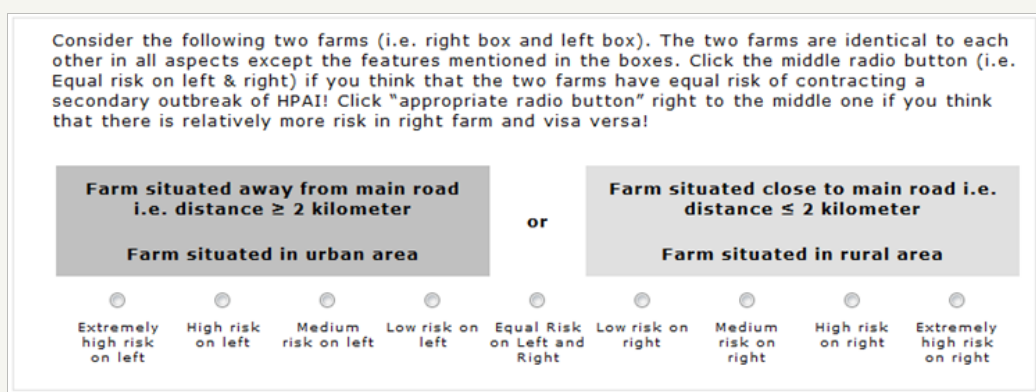 Consider the following two farms (i.e. right box and left box). The two farms are identical to each
other in all aspects except the features mentioned in the boxes. Click the middle radio button (i.e.
Equal risk on left & right) if you think that the two farms have equal risk of contracting a
secondary outbreak of HPAI! Click “appropriate radio button” right to the middle one if you think
that there is relatively more risk in right farm and visa versa!
Farm situated away from main road
i.e. distance ≥ 2 kilometer
Farm situated in urban area
or
Farm situated close to main road i.e.
distance ≤ 2 kilometer
Farm situated in rural area
Extremely
high risk
on left
High risk
on left
Medium
risk on left
Low risk on
left
Equal Risk
on Left and
Right
Low risk on
right
Medium
risk on
right
High risk
on right
Extremely
high risk
on right